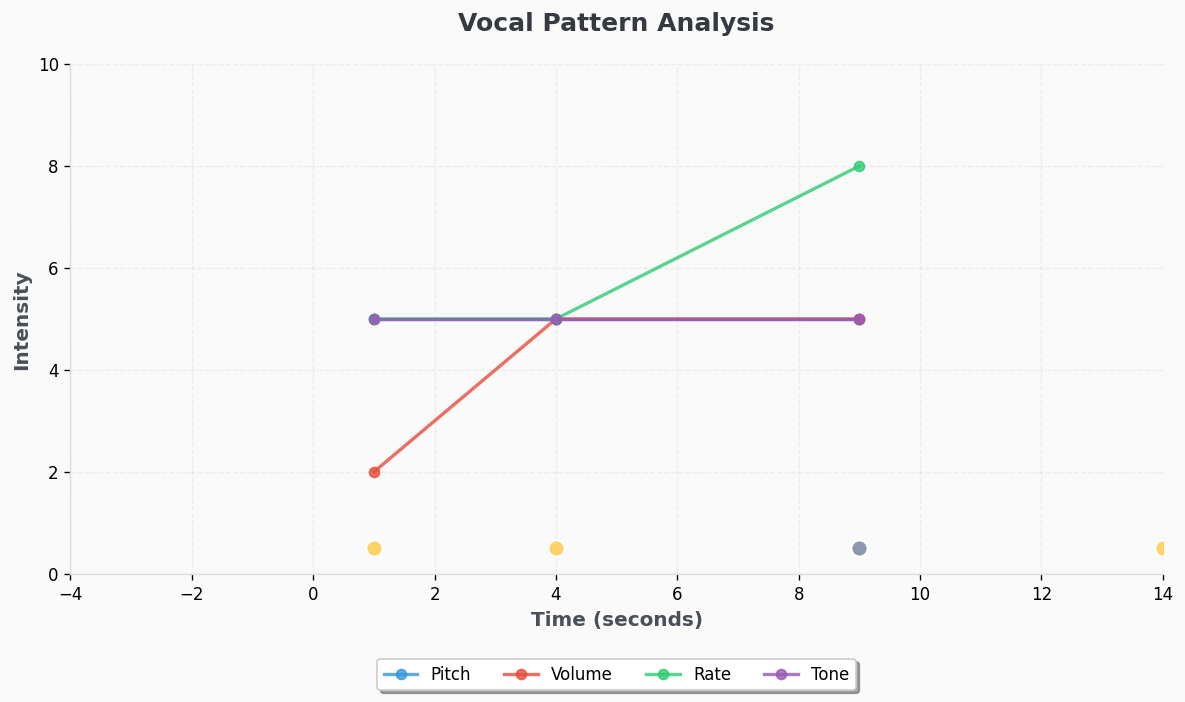 Vocal Pattern Analysis
10
8
6
4
2
0
Intensity
−4 −2 0 2 4 6 8 10 12 14
Time (seconds)
Pitch Volume Rate Tone